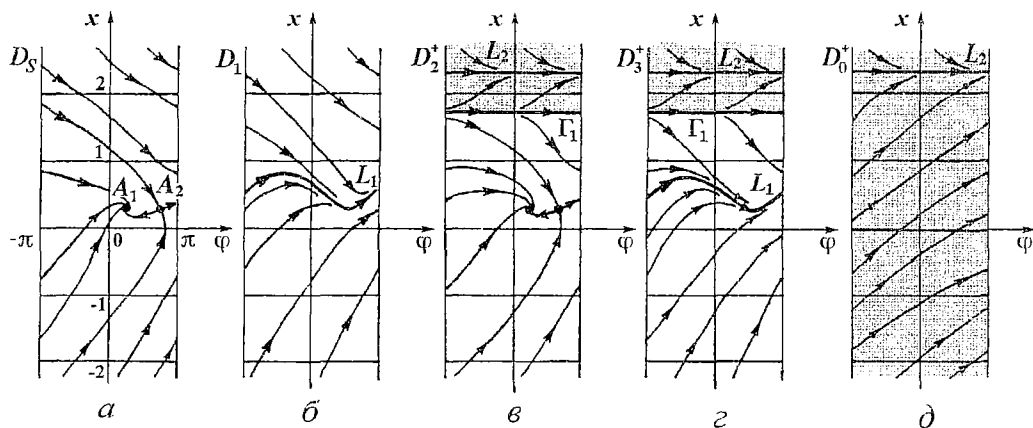 x x x x x
D_S D_1 D_2^+ L_2 D_3^+ L_2 D_0^+ L_2
2
Γ_1 Γ_1
1
A_1 A_2 L_1 L_1
-π 0 π φ φ φ φ φ
-1
-2
а б в г д